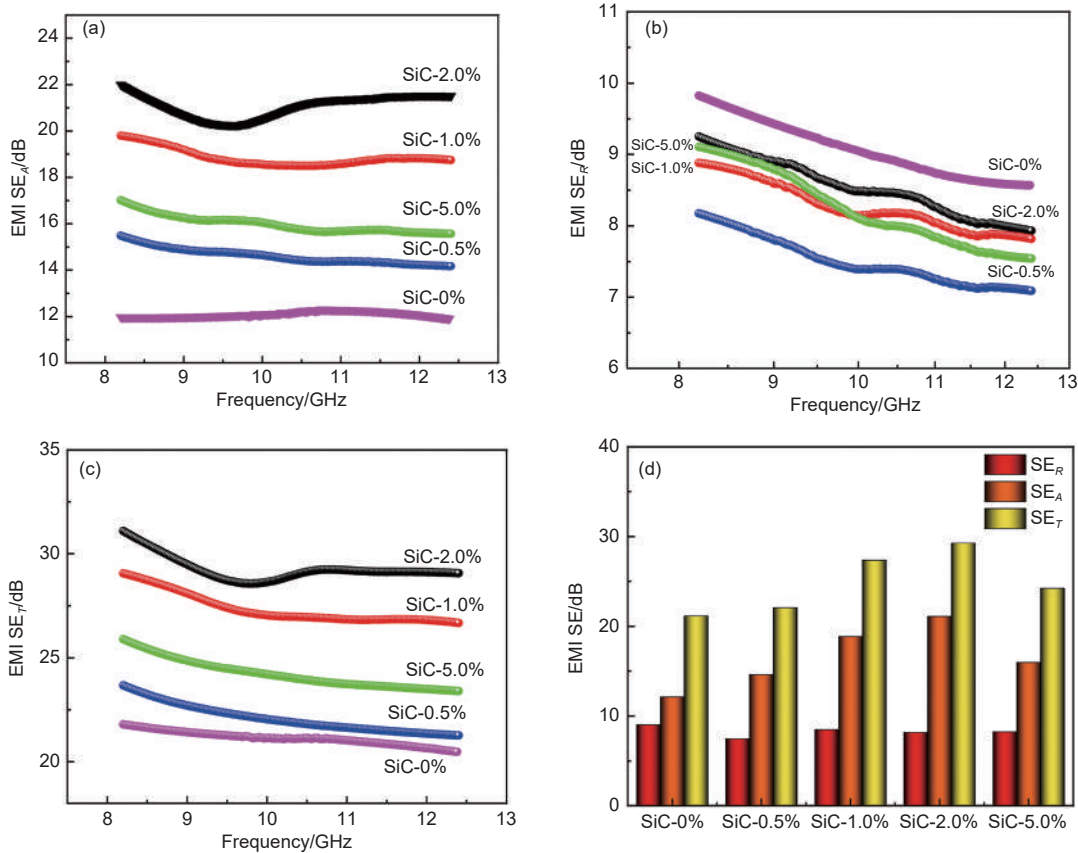 (a)
24
22
20
18
16
14
12
10
EMI SE_A/dB
SiC-2.0%
SiC-1.0%
SiC-5.0%
SiC-0.5%
SiC-0%
8 9 10 11 12 13
Frequency/GHz
(b)
11
10
9
8
7
6
EMI SE_R/dB
SiC-5.0%
SiC-1.0%
SiC-0%
SiC-2.0%
SiC-0.5%
8 9 10 11 12 13
Frequency/GHz
(c)
35
30
25
20
EMI SE_T/dB
SiC-2.0%
SiC-1.0%
SiC-5.0%
SiC-0.5%
SiC-0%
8 9 10 11 12 13
Frequency/GHz
(d)
40
30
20
10
0
EMI SE/dB
SE_R
SE_A
SE_T
SiC-0% SiC-0.5% SiC-1.0% SiC-2.0% SiC-5.0%